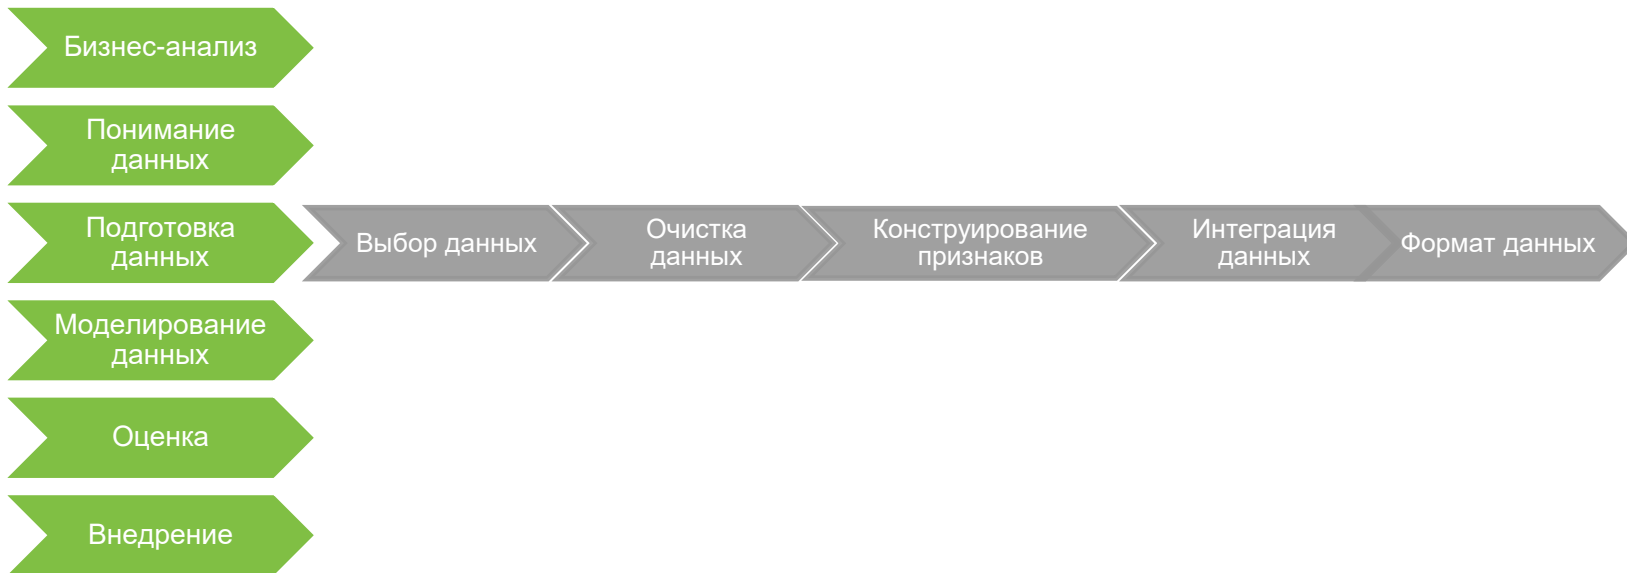 Бизнес-анализ
Понимание
данных
Подготовка
данных
Выбор данных
Очистка
данных
Конструирование
признаков
Интеграция
данных
Формат данных
Моделирование
данных
Оценка
Внедрение